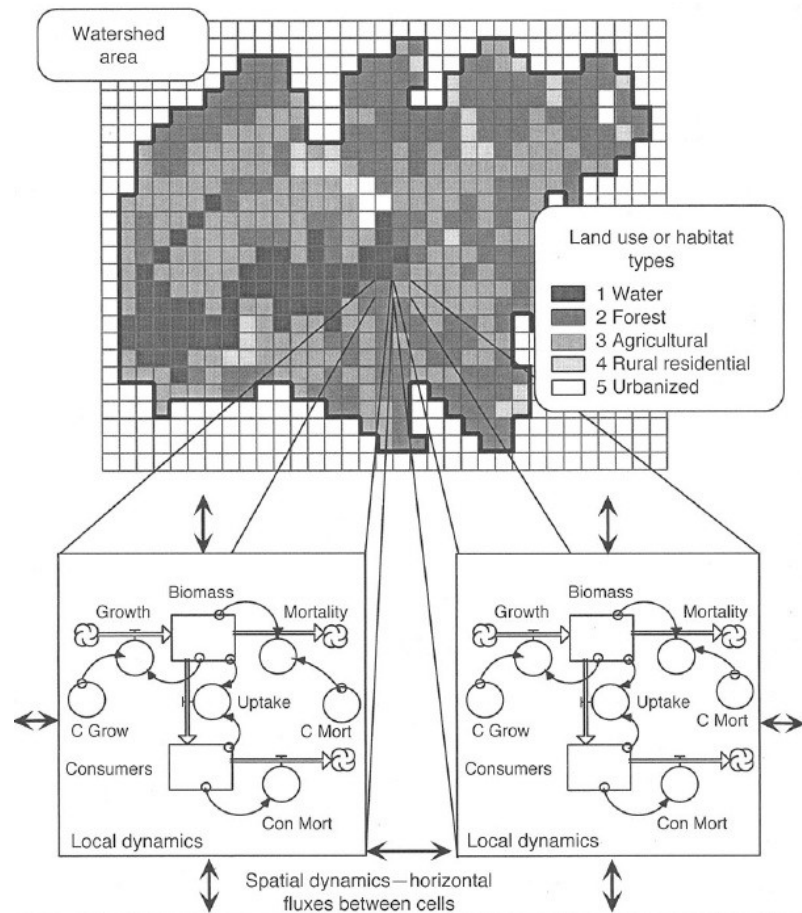 Watershed
area
Land use or habitat
types
1 Water
2 Forest
3 Agricultural
4 Rural residential
5 Urbanized
Biomass
Growth
Mortality
C Grow
Uptake
C Mort
Consumers
Con Mort
Local dynamics
Biomass
Growth
Mortality
C Grow
Uptake
C Mort
Consumers
Con Mort
Local dynamics
Spatial dynamics—horizontal
fluxes between cells